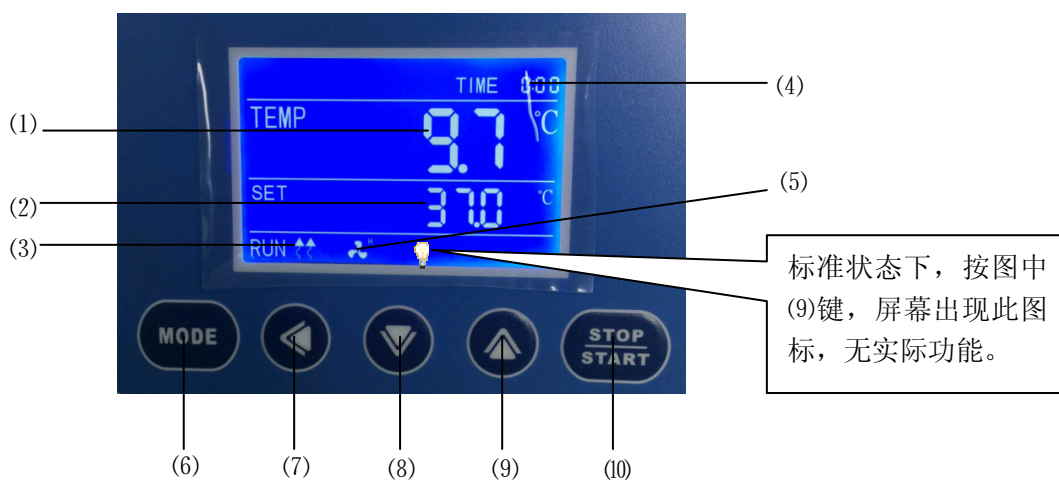 TIME 0:00
(4)
TEMP
(1)
9.7 ℃
(5)
SET
(2)
37.0 ℃
(3)
RUN H
标准状态下，按图中
(9)键，屏幕出现此图
标，无实际功能。
MODE
STOP
START
(6) (7) (8) (9) (10)